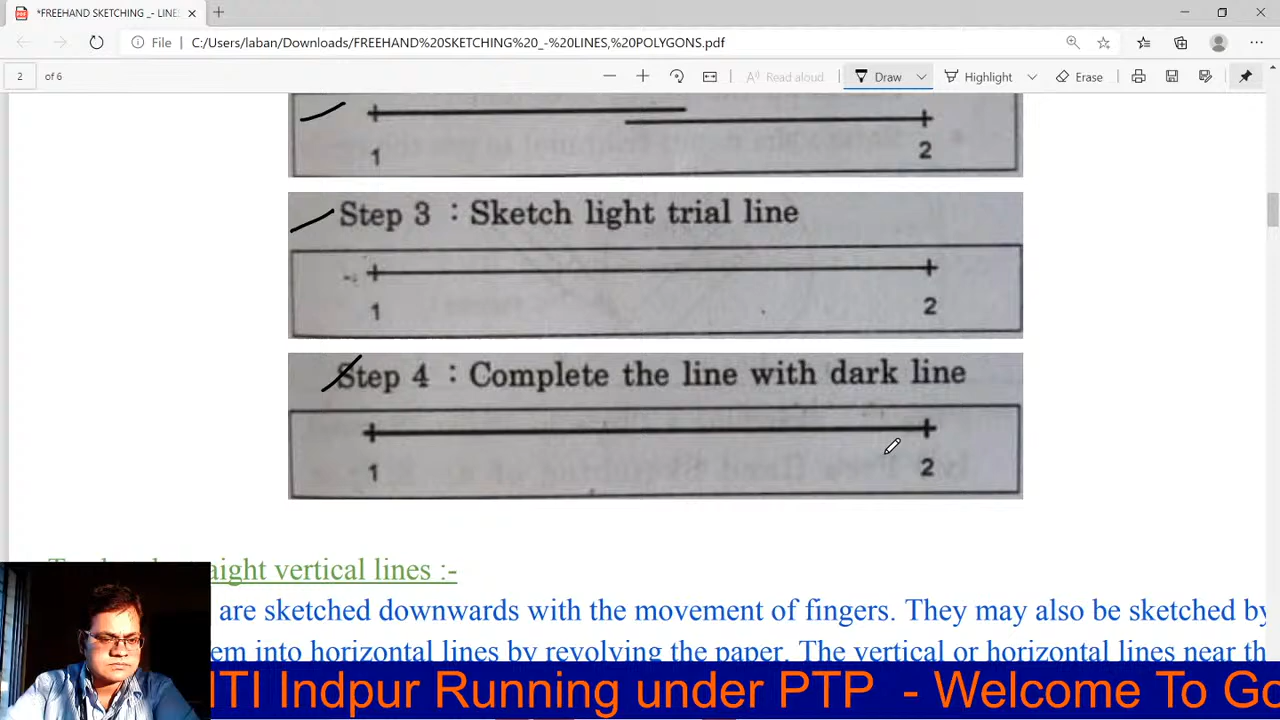 *FREEHAND SKETCHING _- LINE
File
C:/Users/laban/Downloads/FREEHAND%20SKETCHING%20_-%20LINES,%20POLYGONS.pdf
2 of 6
Read aloud
Draw
Highlight
Erase
1 2
Step 3 : Sketch light trial line
1 2
Step 4 : Complete the line with dark line
1 2
vertical lines :-
are sketched downwards with the movement of fingers. They may also be sketched by
into horizontal lines by revolving the paper. The vertical or horizontal lines near
ITI Indpur Running under PTP - Welcome To